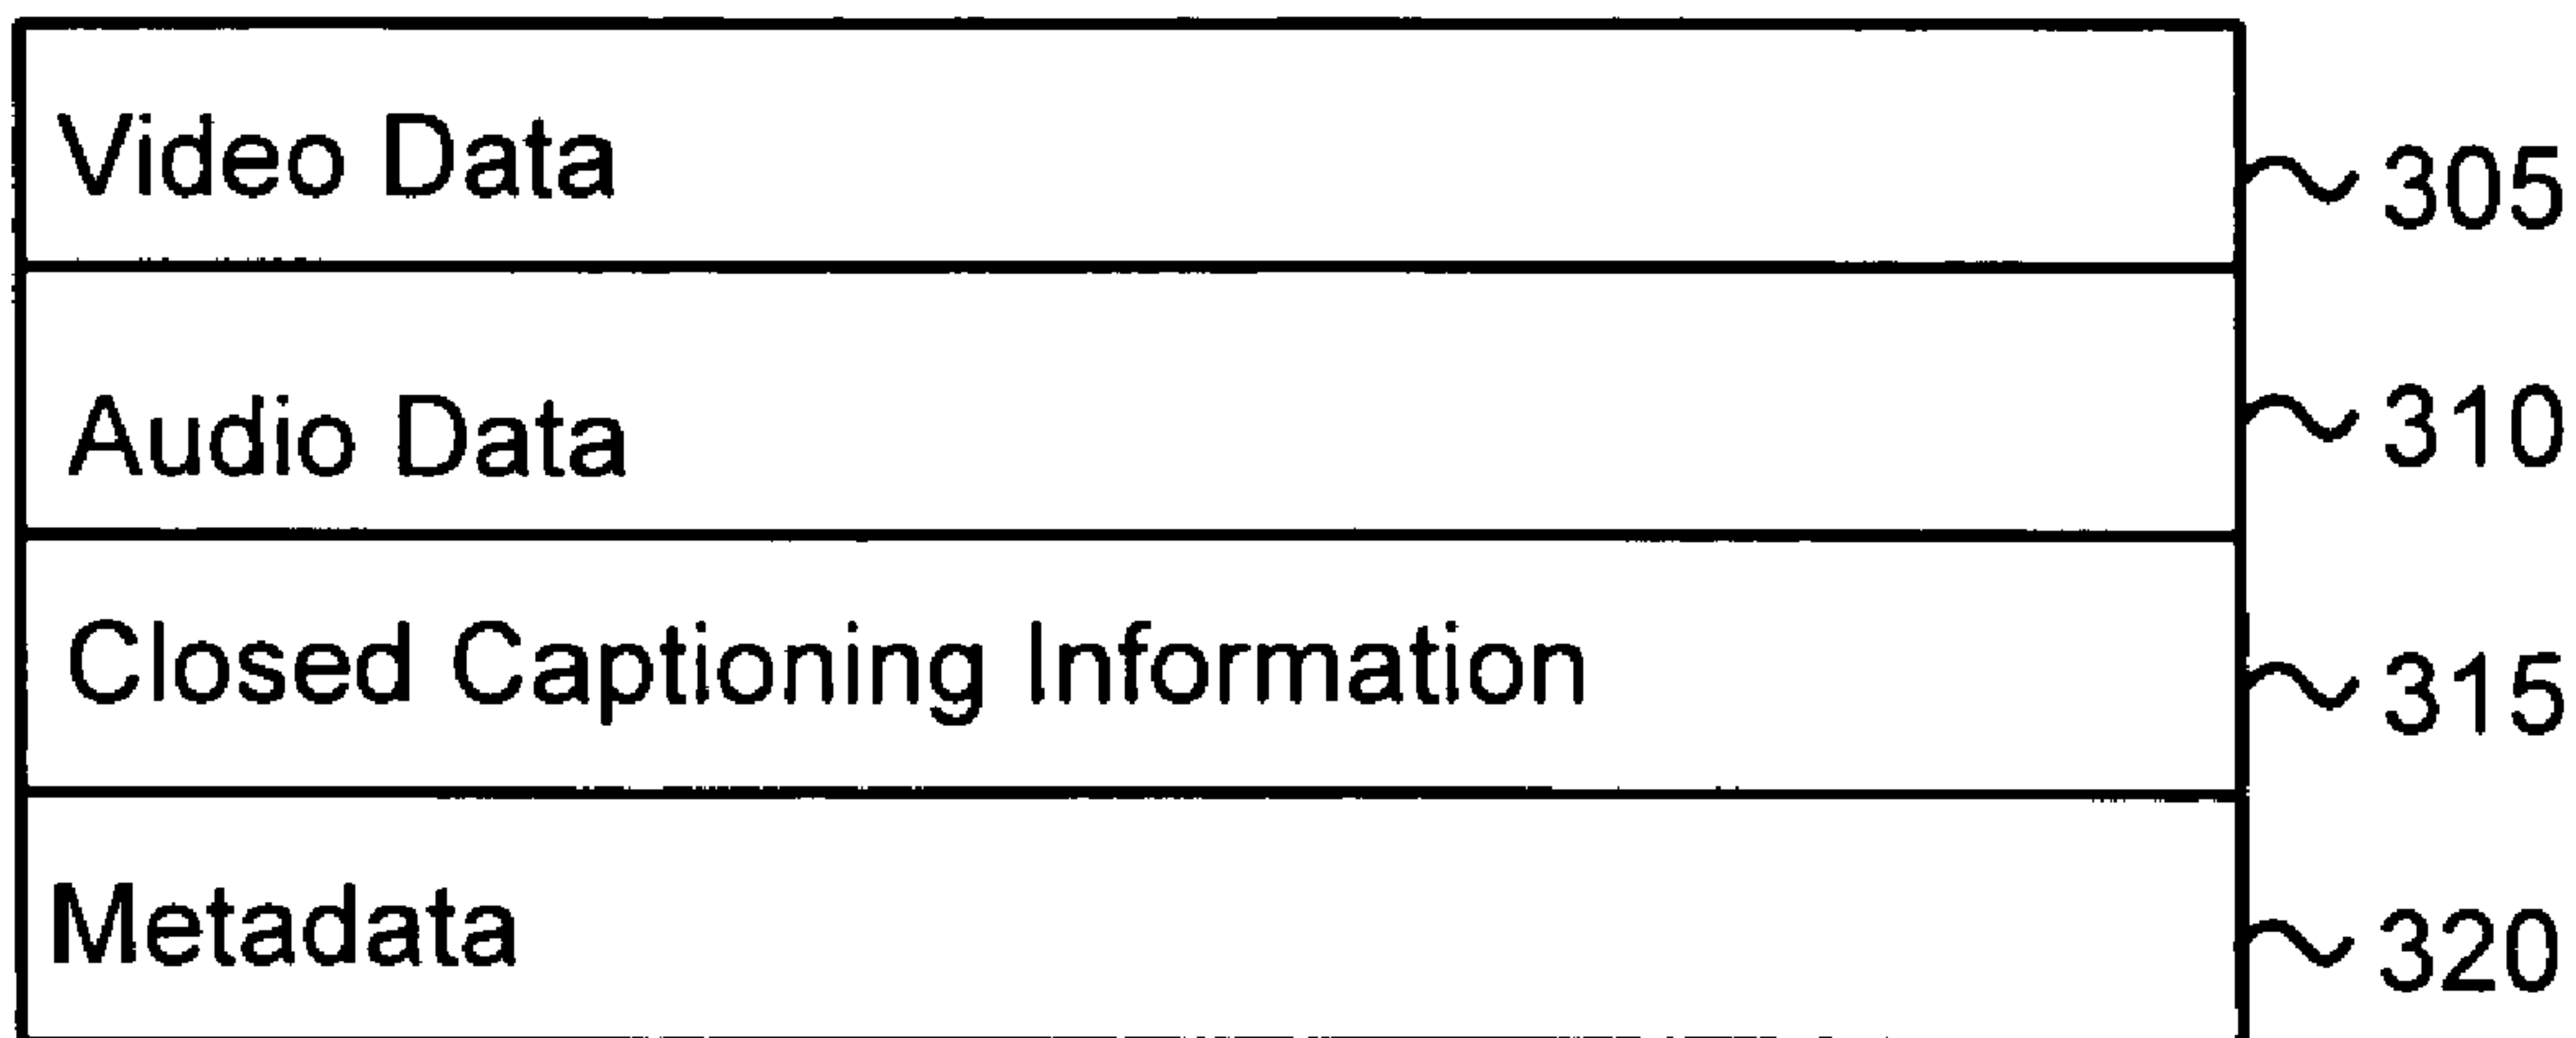 Video Data 305
Audio Data 310
Closed Captioning Information 315
Metadata 320